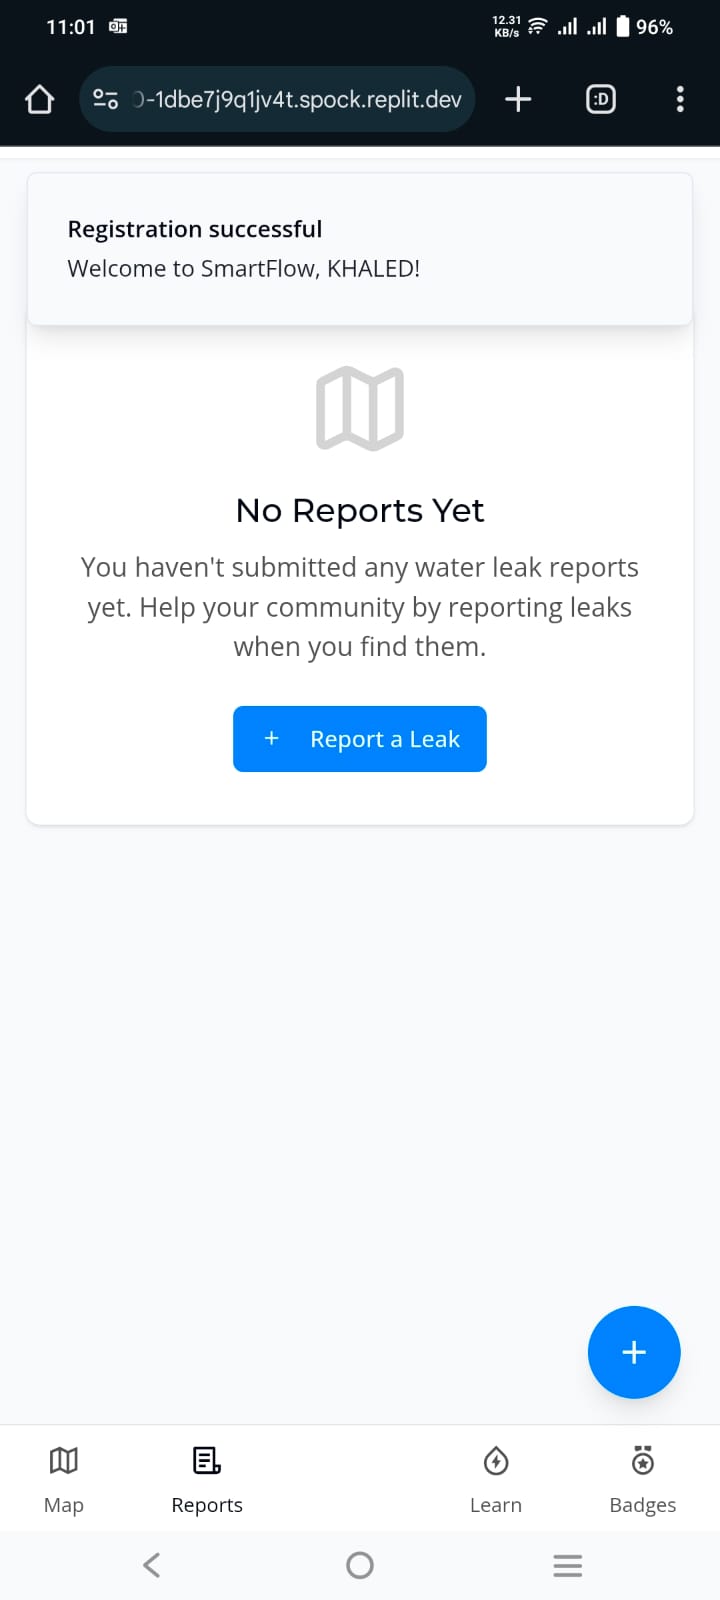 11:01
12.31
KB/s
96%
-1dbe7j9q1jv4t.spock.replit.dev
:D
Registration successful
Welcome to SmartFlow, KHALED!
No Reports Yet
You haven't submitted any water leak reports
yet. Help your community by reporting leaks
when you find them.
+ Report a Leak
+
Map
Reports
Learn
Badges